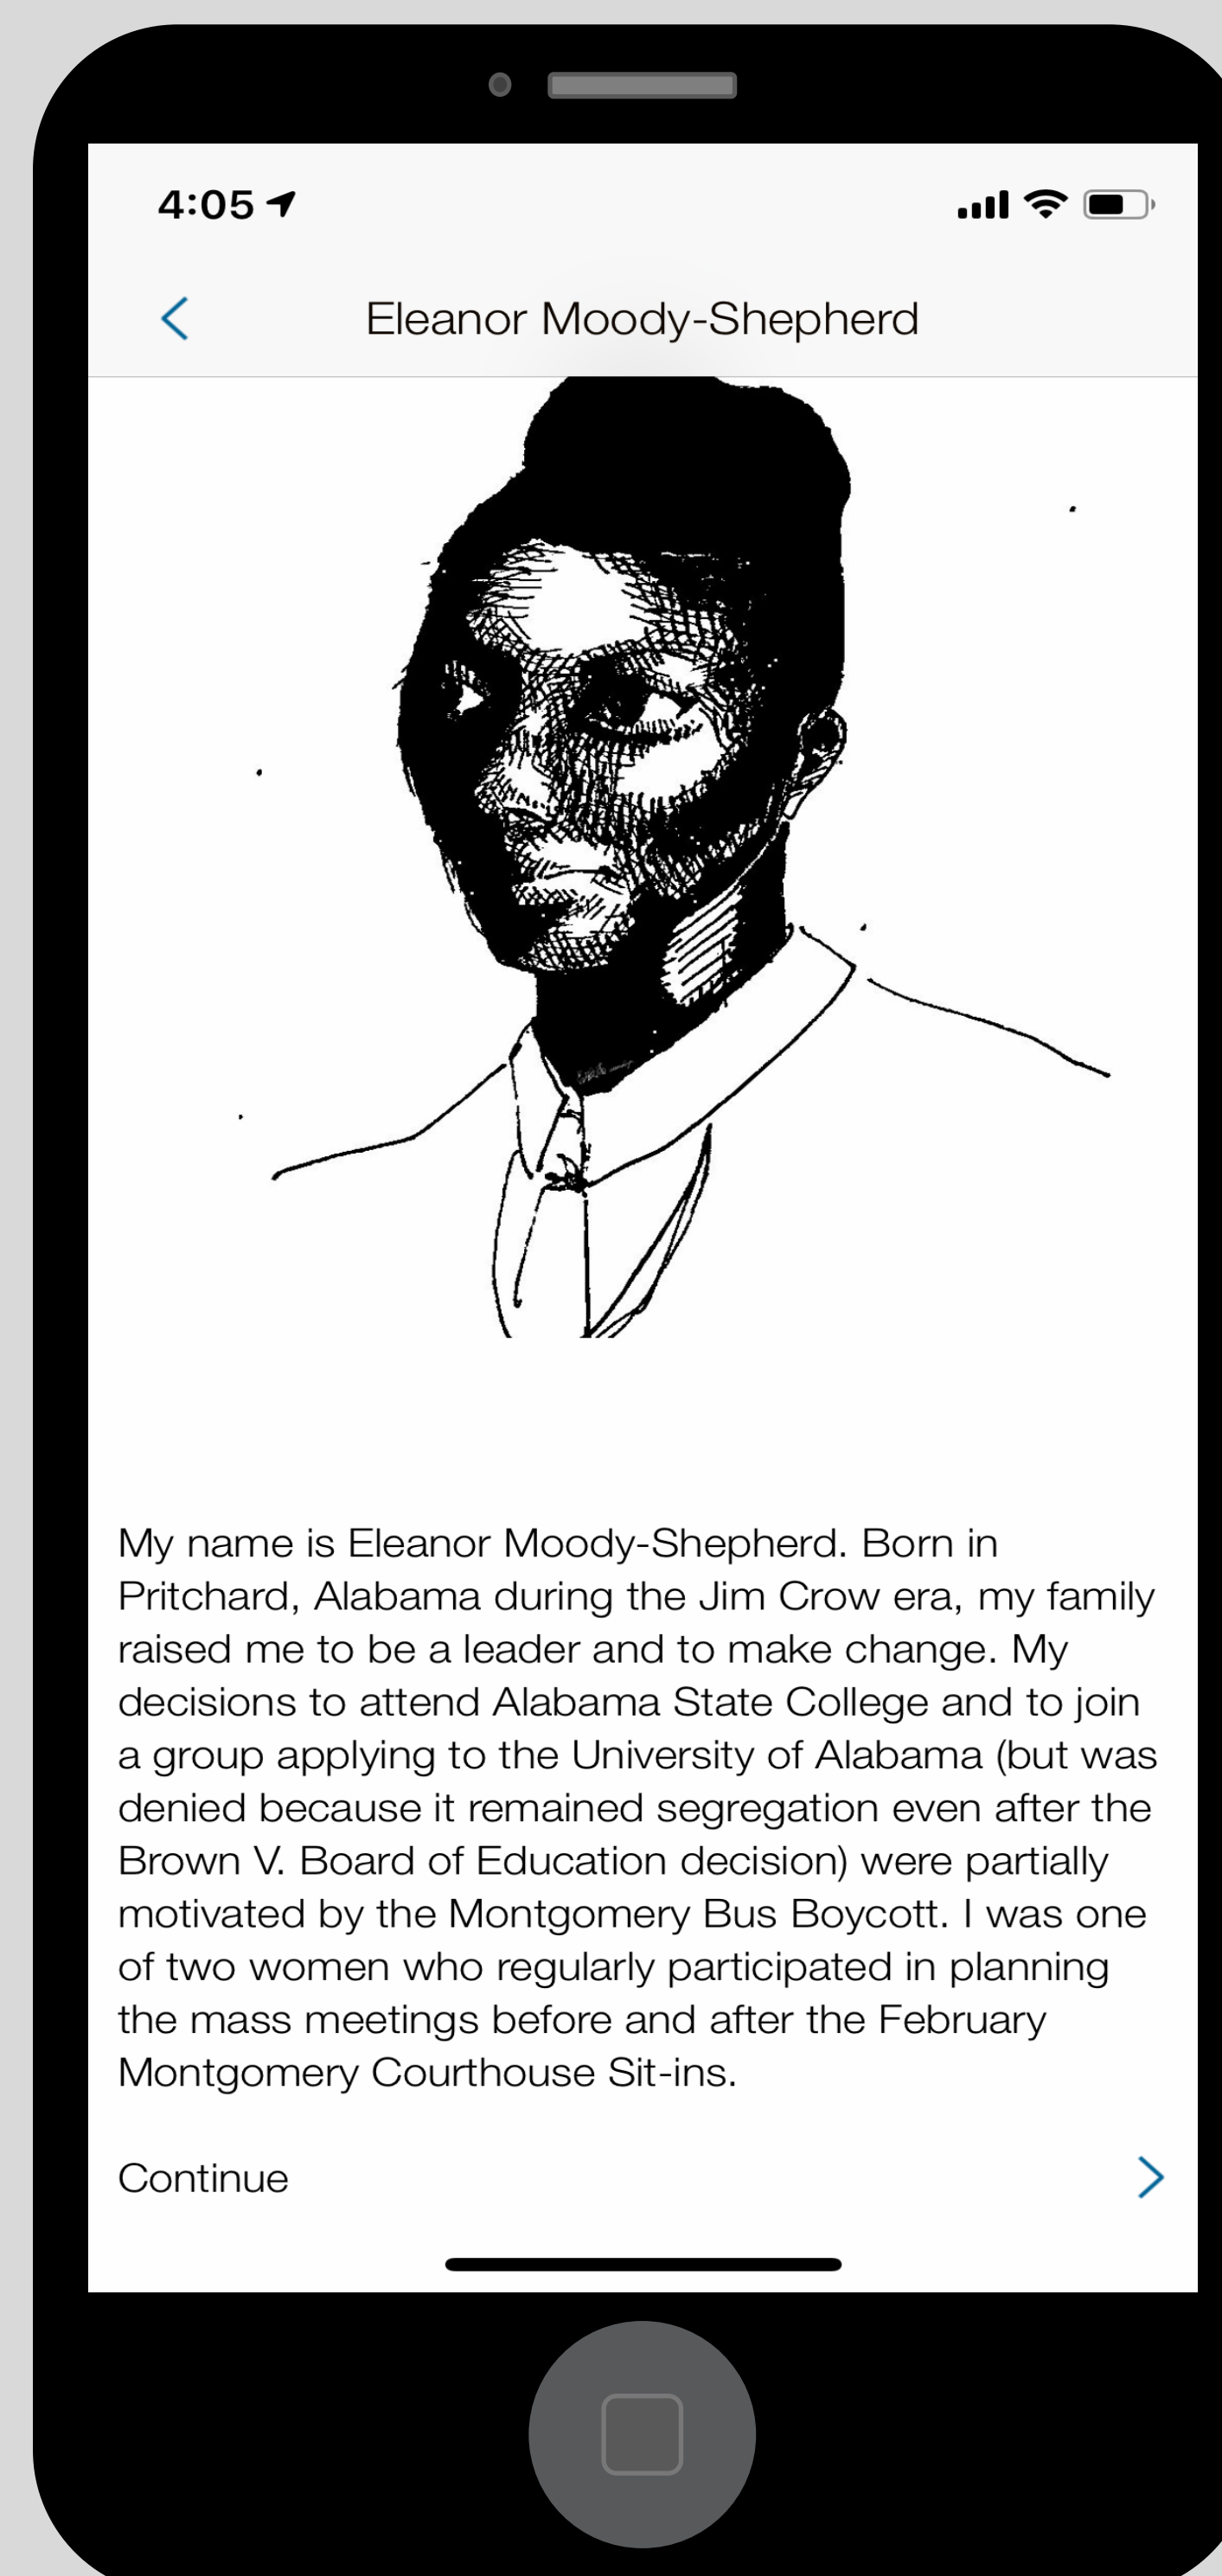 4:05
Eleanor Moody-Shepherd
My name is Eleanor Moody-Shepherd. Born in
Pritchard, Alabama during the Jim Crow era, my family
raised me to be a leader and to make change. My
decisions to attend Alabama State College and to join
a group applying to the University of Alabama (but was
denied because it remained segregation even after the
Brown V. Board of Education decision) were partially
motivated by the Montgomery Bus Boycott. I was one
of two women who regularly participated in planning
the mass meetings before and after the February
Montgomery Courthouse Sit-ins.
Continue